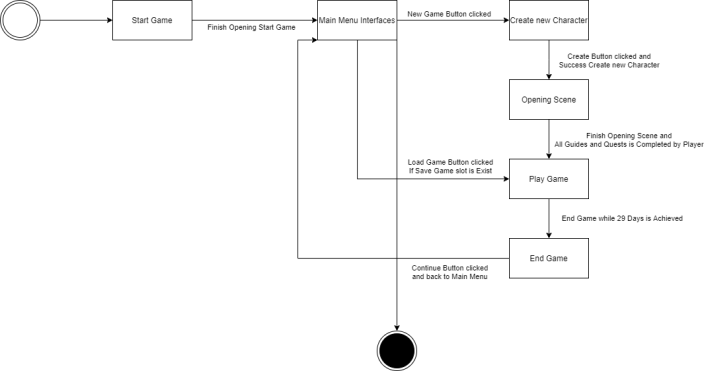 Start Game
Finish Opening Start Game
Main Menu Interfaces
New Game Button clicked
Create new Character
Create Button clicked and
Success Create new Character
Opening Scene
Finish Opening Scene and
All Guides and Quests is Completed by Player
Load Game Button clicked
If Save Game slot is Exist
Play Game
End Game while 29 Days is Achieved
End Game
Continue Button clicked
and back to Main Menu